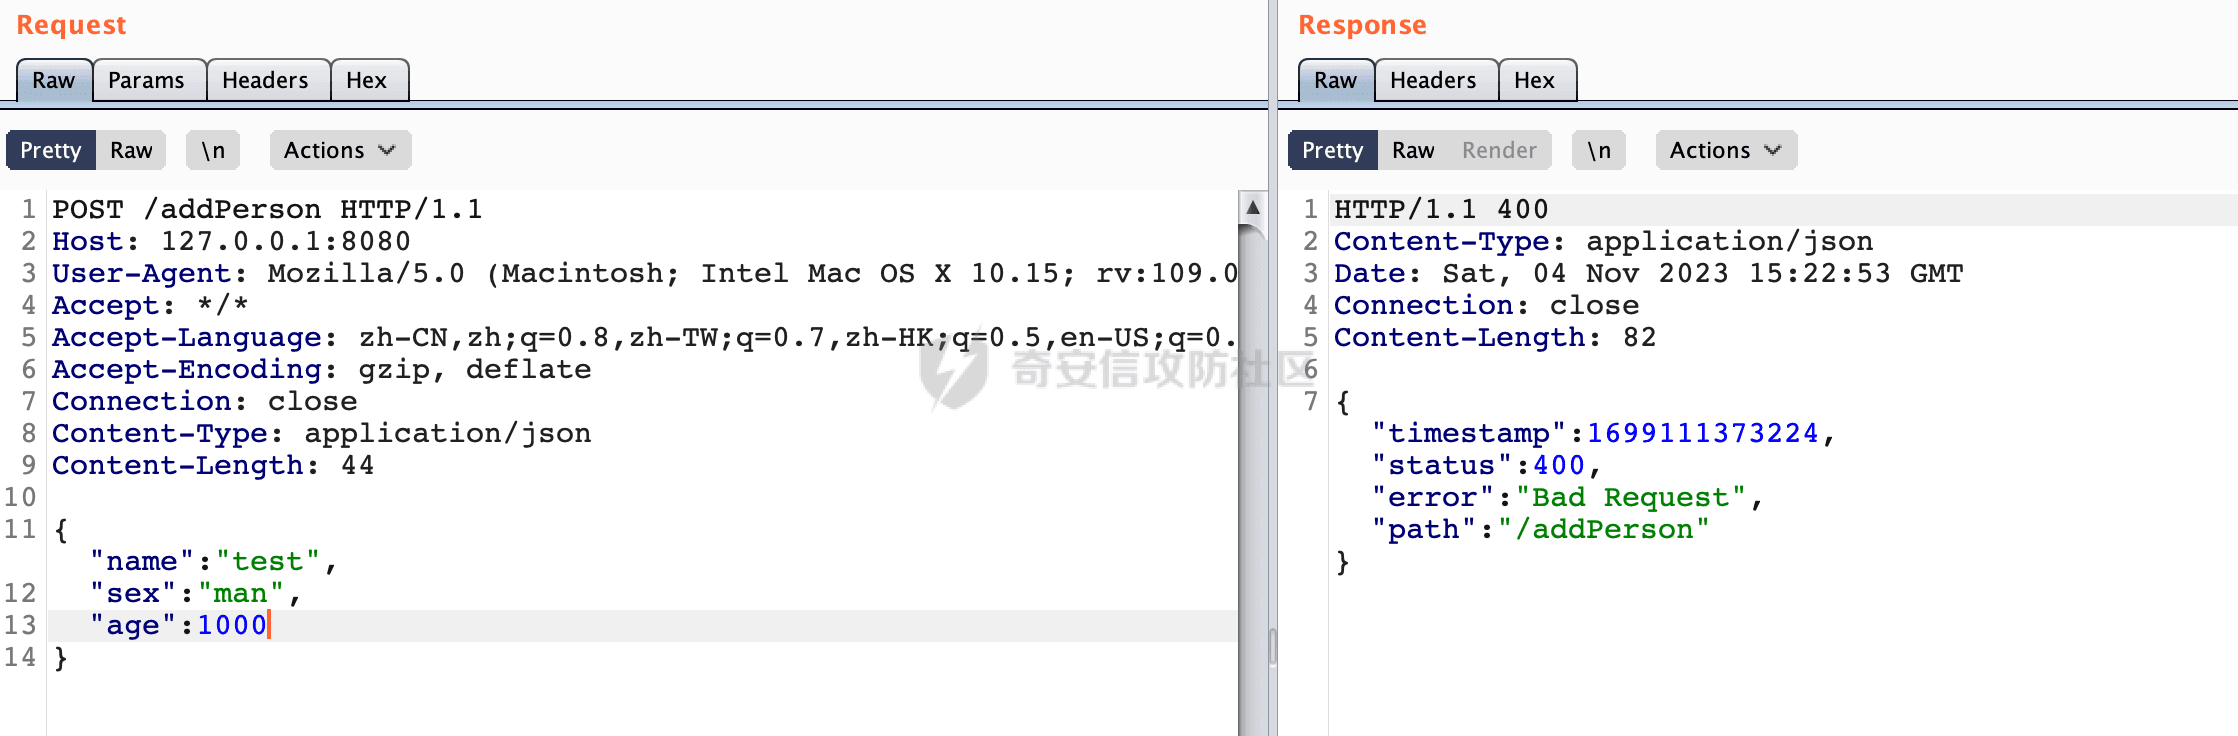 Request
Raw Params Headers Hex
Pretty Raw \n Actions
1 POST /addPerson HTTP/1.1
2 Host: 127.0.0.1:8080
3 User-Agent: Mozilla/5.0 (Macintosh; Intel Mac OS X 10.15; rv:109.0
4 Accept: */*
5 Accept-Language: zh-CN,zh;q=0.8,zh-TW;q=0.7,zh-HK;q=0.5,en-US;q=0.
6 Accept-Encoding: gzip, deflate
7 Connection: close
8 Content-Type: application/json
9 Content-Length: 44
10
11 {
"name":"test",
12 "sex":"man",
13 "age":1000
14 }
Response
Raw Headers Hex
Pretty Raw Render \n Actions
1 HTTP/1.1 400
2 Content-Type: application/json
3 Date: Sat, 04 Nov 2023 15:22:53 GMT
4 Connection: close
5 Content-Length: 82
6
7 {
"timestamp":1699111373224,
"status":400,
"error":"Bad Request",
"path":"/addPerson"
}
奇安信攻防社区